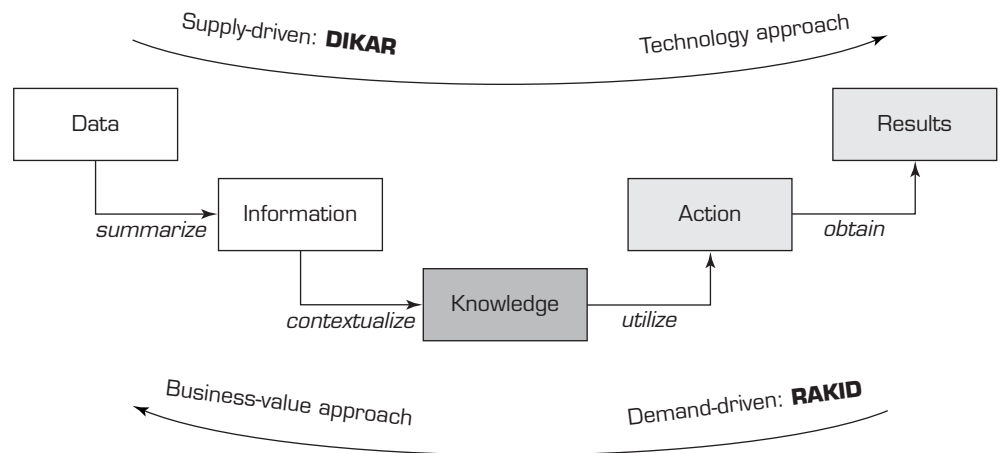 Supply-driven: DIKAR
Technology approach
Data
Results
summarize
Information
Action
obtain
contextualize
Knowledge
utilize
Business-value approach
Demand-driven: RAKID